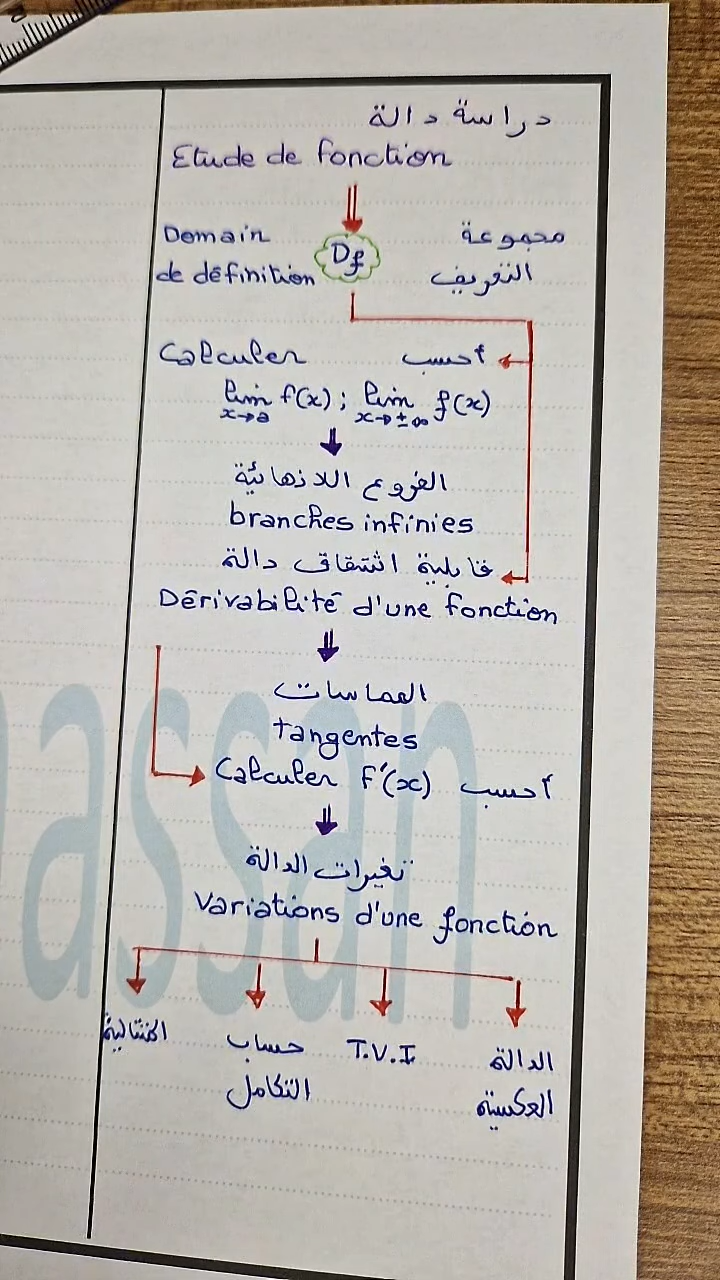 دراسة دالة
Etude de fonction
Domain
de définition
Df
مجموعة
التعريف
Calculer
أحسب
lim x→a f(x) ; lim x→±∞ f(x)
الفروع اللانهائية
branches infinies
قابلية اشتقاق دالة
Dérivabilité d'une fonction
المماسات
tangentes
Calculer f'(x) أحسب
تغيرات الدالة
Variations d'une fonction
الدالة
العكسية
T.V.I
حساب
التكامل
المتتالية
assan